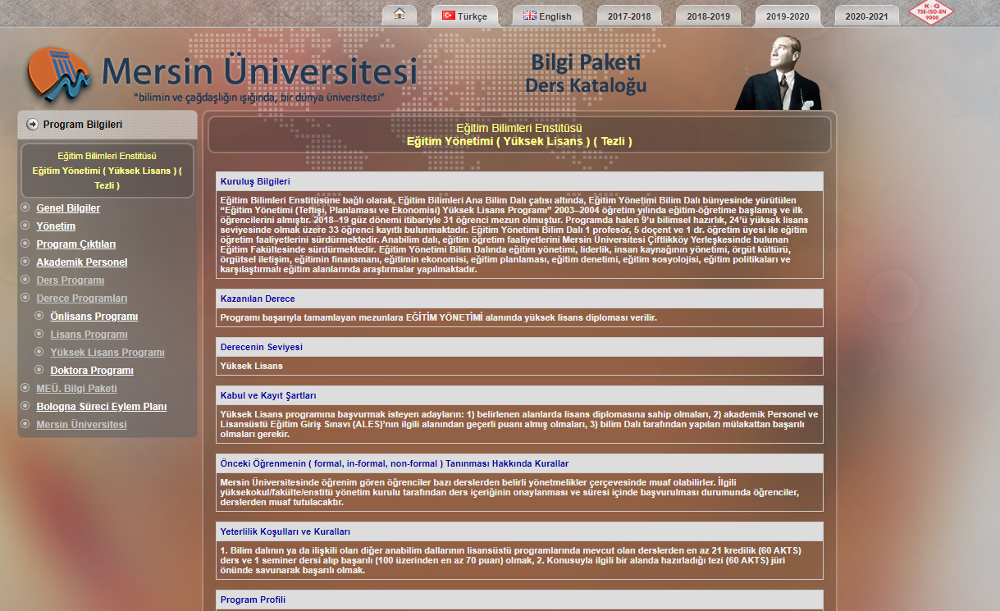 Türkçe
English
2017-2018
2018-2019
2019-2020
2020-2021
K - Q
TSE-ISO-EN
9000
Mersin Üniversitesi
“bilimin ve çağdaşlığın ışığında, bir dünya üniversitesi”
Bilgi Paketi
Ders Kataloğu
Program Bilgileri
Eğitim Bilimleri Enstitüsü
Eğitim Yönetimi ( Yüksek Lisans ) (
Tezli )
Genel Bilgiler
Yönetim
Program Çıktıları
Akademik Personel
Ders Programı
Derece Programları
Önlisans Programı
Lisans Programı
Yüksek Lisans Programı
Doktora Programı
MEÜ. Bilgi Paketi
Bologna Süreci Eylem Planı
Mersin Üniversitesi
Eğitim Bilimleri Enstitüsü
Eğitim Yönetimi ( Yüksek Lisans ) ( Tezli )
Kuruluş Bilgileri
Eğitim Bilimleri Enstitüsüne bağlı olarak, Eğitim Bilimleri Ana Bilim Dalı çatısı altında, Eğitim Yönetimi Bilim Dalı bünyesinde yürütülen
“Eğitim Yönetimi (Teftişi, Planlaması ve Ekonomisi) Yüksek Lisans Programı” 2003–2004 öğretim yılında eğitim-öğretime başlamış ve ilk
öğrencilerini almıştır. 2018–19 güz dönemi itibariyle 31 öğrenci mezun olmuştur. Programda halen 9’u bilimsel hazırlık, 24’ü yüksek lisans
seviyesinde olmak üzere 33 öğrenci kayıtlı bulunmaktadır. Eğitim Yönetimi Bilim Dalı 1 profesör, 5 doçent ve 1 dr. öğretim üyesi ile eğitim
öğretim faaliyetlerini sürdürmektedir. Anabilim dalı, eğitim öğretim faaliyetlerini Mersin Üniversitesi Çiftlikköy Yerleşkesinde bulunan
Eğitim Fakültesinde sürdürmektedir. Eğitim Yönetimi Bilim Dalında eğitim yönetimi, liderlik, insan kaynağının yönetimi, örgüt kültürü,
örgütsel iletişim, eğitimin finansmanı, eğitimin ekonomisi, eğitim planlaması, eğitim denetimi, eğitim sosyolojisi, eğitim politikaları ve
karşılaştırmalı eğitim alanlarında araştırmalar yapılmaktadır.
Kazanılan Derece
Programı başarıyla tamamlayan mezunlara EĞİTİM YÖNETİMİ alanında yüksek lisans diploması verilir.
Derecenin Seviyesi
Yüksek Lisans
Kabul ve Kayıt Şartları
Yüksek Lisans programına başvurmak isteyen adayların: 1) belirlenen alanlarda lisans diplomasına sahip olmaları, 2) akademik Personel ve
Lisansüstü Eğitim Giriş Sınavı (ALES)’nın ilgili alanından geçerli puanı almış olmaları, 3) bilim Dalı tarafından yapılan mülakattan başarılı
olmaları gerekir.
Önceki Öğrenmenin ( formal, in-formal, non-formal ) Tanınması Hakkında Kurallar
Mersin Üniversitesinde öğrenim gören öğrenciler bazı derslerden belirli yönetmelikler çerçevesinde muaf olabilirler. İlgili
yüksekokul/fakülte/enstitü yönetim kurulu tarafından ders içeriğinin onaylanması ve süresi içinde başvurulması durumunda öğrenciler,
derslerden muaf tutulacaktır.
Yeterlilik Koşulları ve Kuralları
1. Bilim dalının ya da ilişkili olan diğer anabilim dallarının lisansüstü programlarında mevcut olan derslerden en az 21 kredilik (60 AKTS)
ders ve 1 seminer dersi alıp başarılı (100 üzerinden en az 70 puan) olmak, 2. Konusuyla ilgili bir alanda hazırladığı tezi (60 AKTS) jüri
önünde savunarak başarılı olmak.
Program Profili